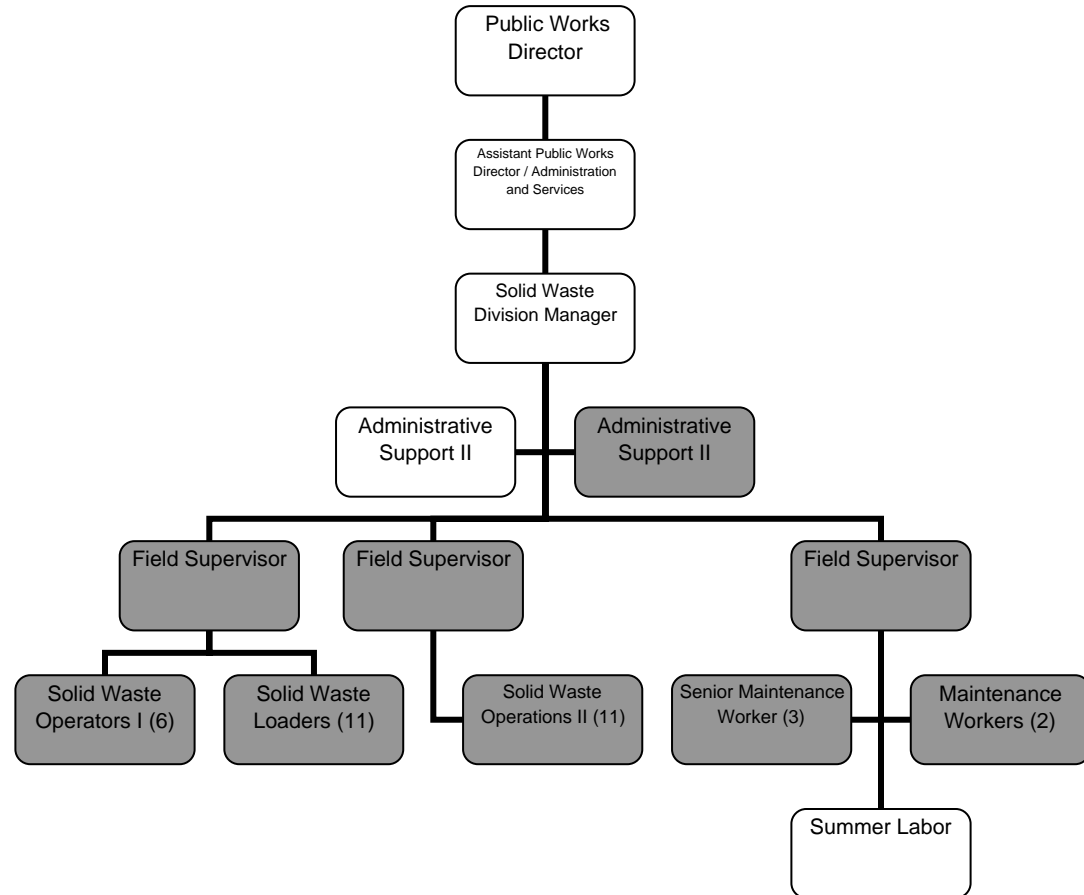 Public Works
Director
Assistant Public Works
Director / Administration
and Services
Solid Waste
Division Manager
Administrative
Support II
Administrative
Support II
Field Supervisor
Field Supervisor
Field Supervisor
Solid Waste
Operators I (6)
Solid Waste
Loaders (11)
Solid Waste
Operations II (11)
Senior Maintenance
Worker (3)
Maintenance
Workers (2)
Summer Labor